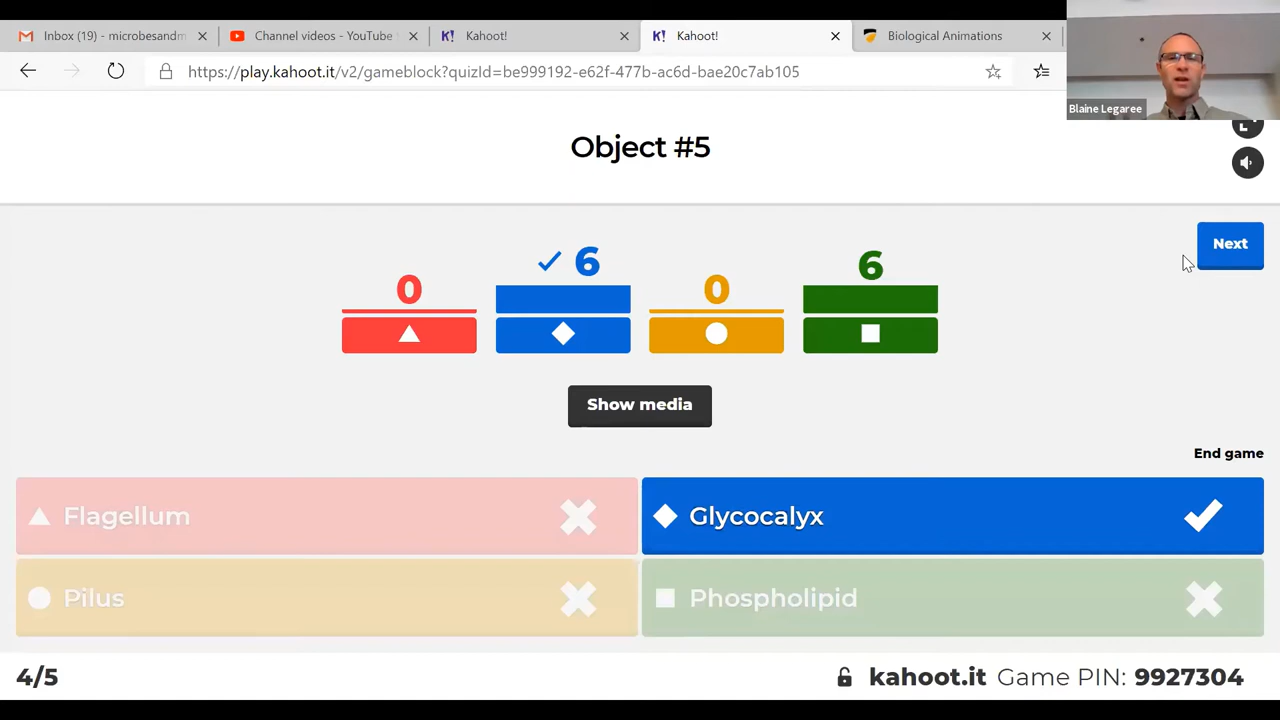 Inbox (19) - microbesandm
Channel videos - YouTube
K! Kahoot!
K! Kahoot!
Biological Animations
https://play.kahoot.it/v2/gameblock?quizId=be999192-e62f-477b-ac6d-bae20c7ab105
Blaine Legaree
Object #5
Next
0
6
0
6
Show media
End game
Flagellum
Glycocalyx
Pilus
Phospholipid
4/5
kahoot.it Game PIN: 9927304